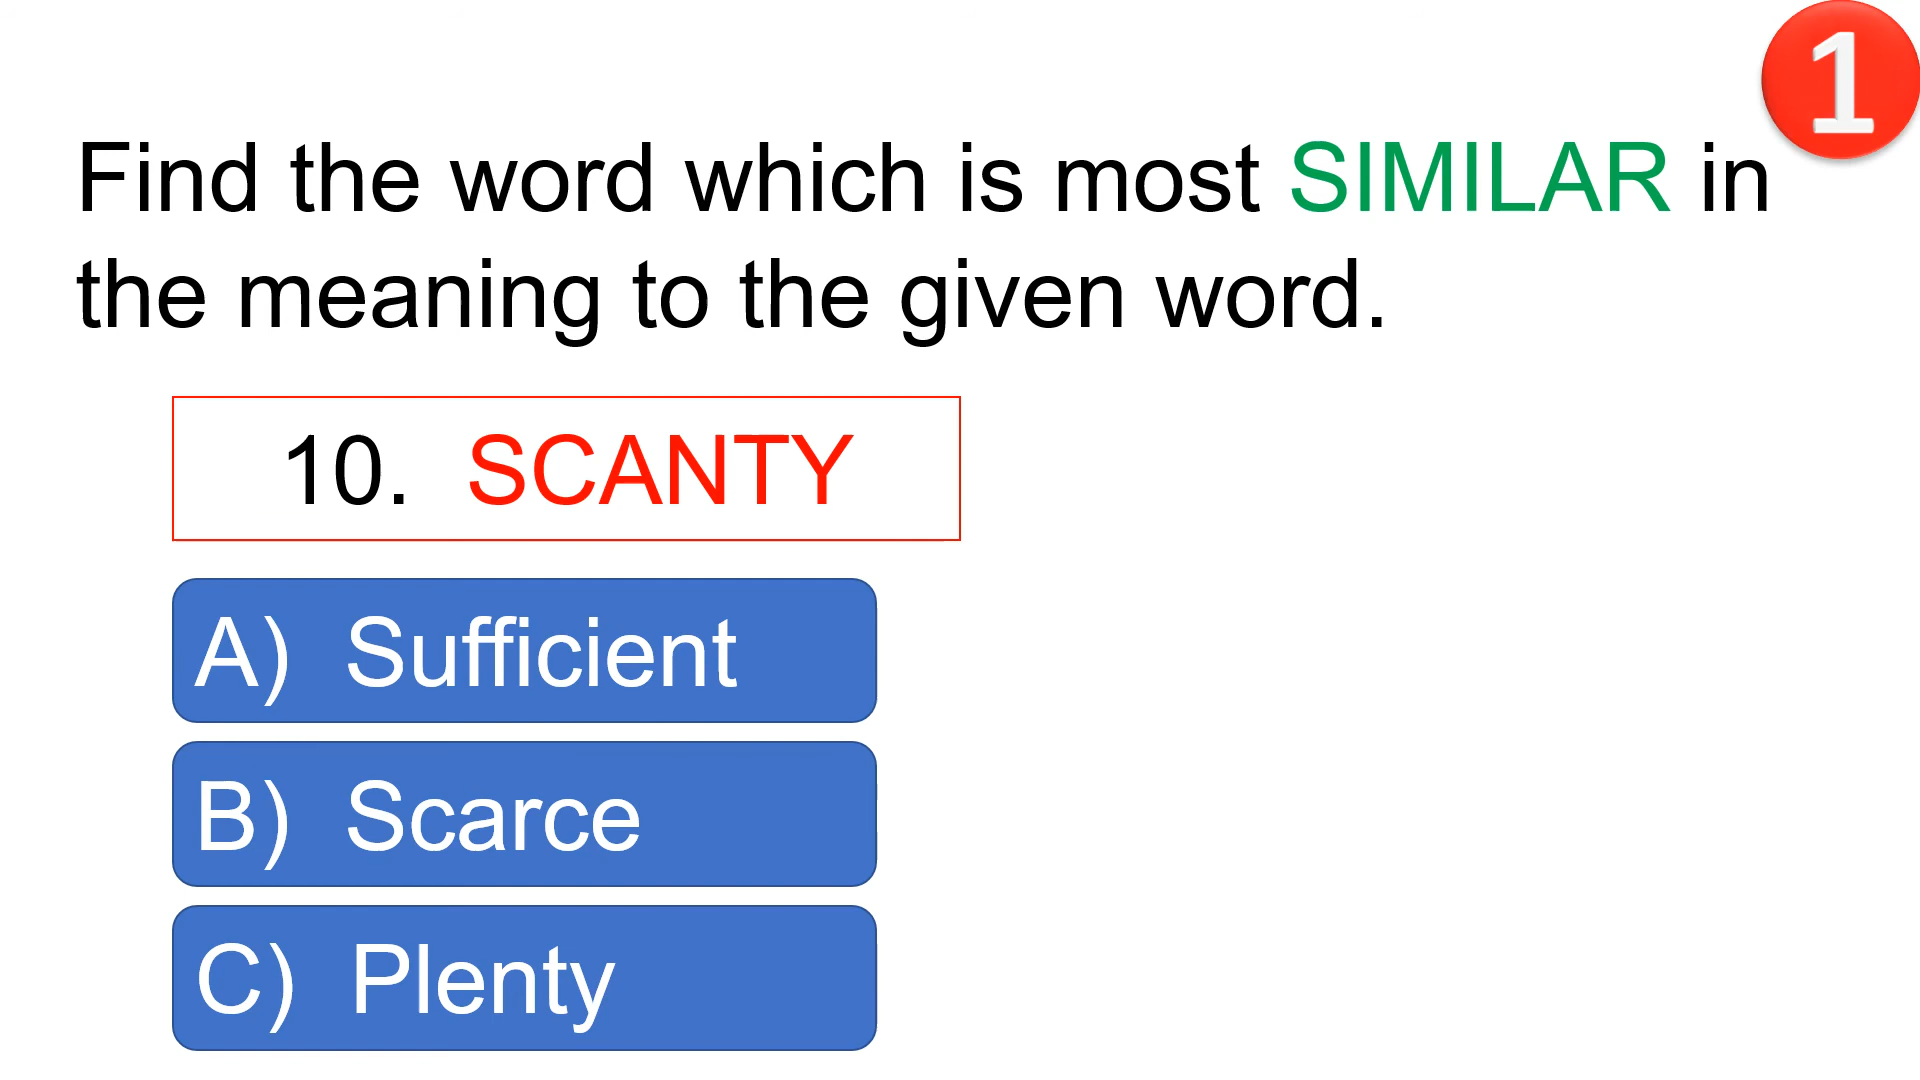 1
Find the word which is most SIMILAR in
the meaning to the given word.
10. SCANTY
A) Sufficient
B) Scarce
C) Plenty